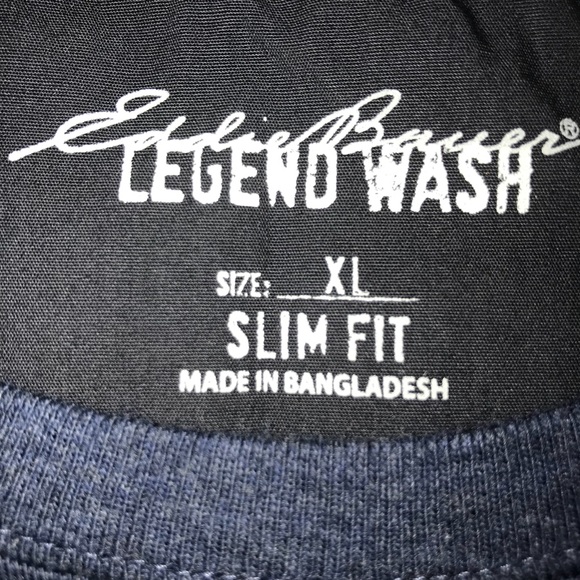 Eddie Bauer®
LEGEND WASH
SIZE: XL
SLIM FIT
MADE IN BANGLADESH